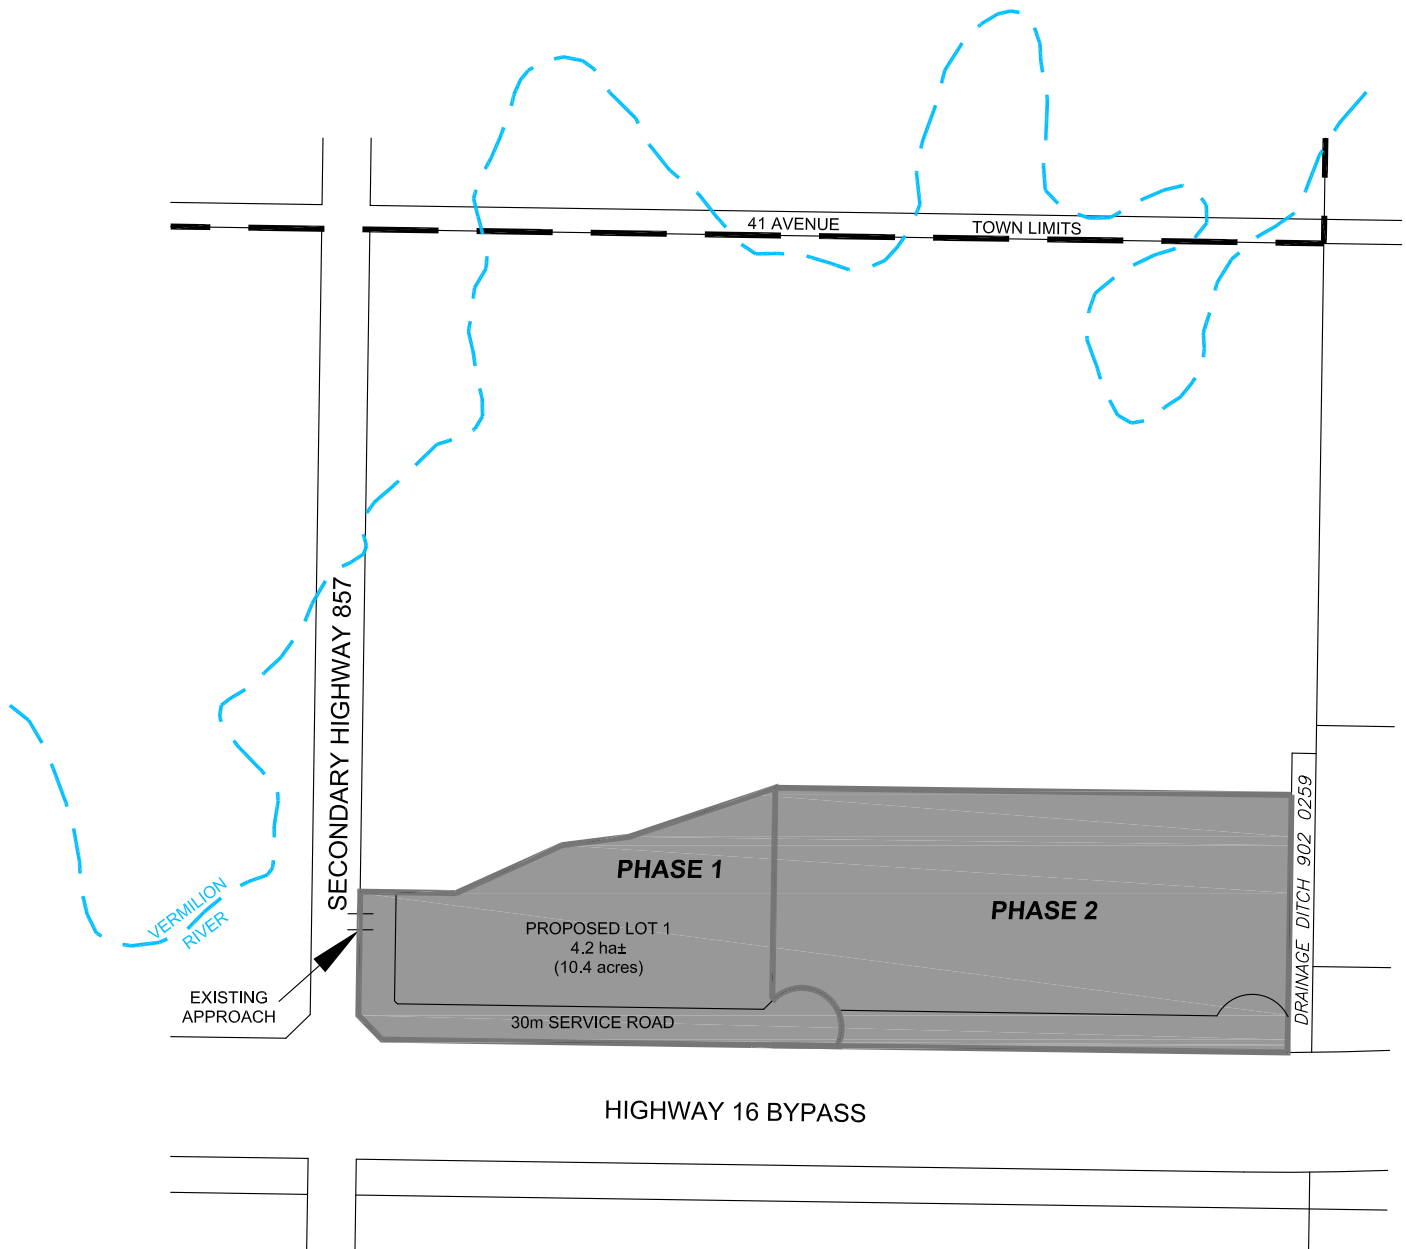 41 AVENUE
TOWN LIMITS
SECONDARY HIGHWAY 857
VERMILION
RIVER
PHASE 1
PHASE 2
PROPOSED LOT 1
4.2 ha±
(10.4 acres)
DRAINAGE DITCH 902 0259
EXISTING
APPROACH
30m SERVICE ROAD
HIGHWAY 16 BYPASS